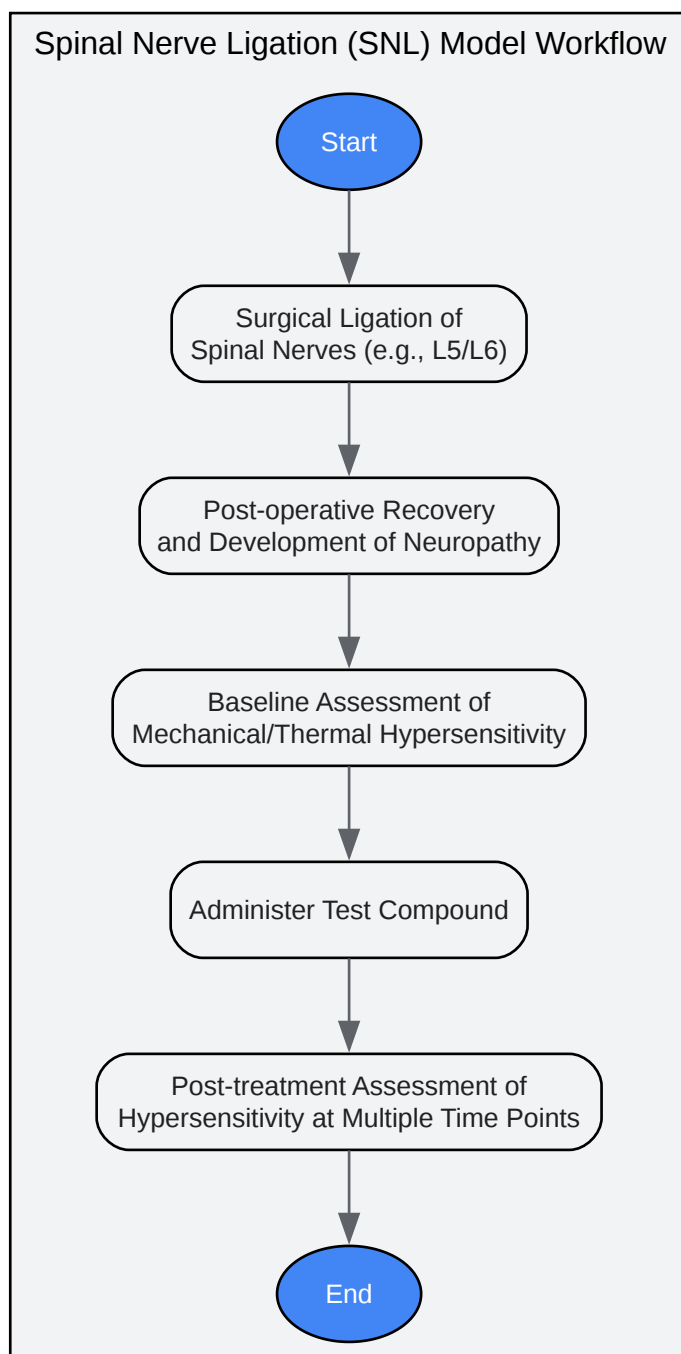 Spinal Nerve Ligation (SNL) Model Workflow
Start
Surgical Ligation of
Spinal Nerves (e.g., L5/L6)
Post-operative Recovery
and Development of Neuropathy
Baseline Assessment of
Mechanical/Thermal Hypersensitivity
Administer Test Compound
Post-treatment Assessment of
Hypersensitivity at Multiple Time Points
End